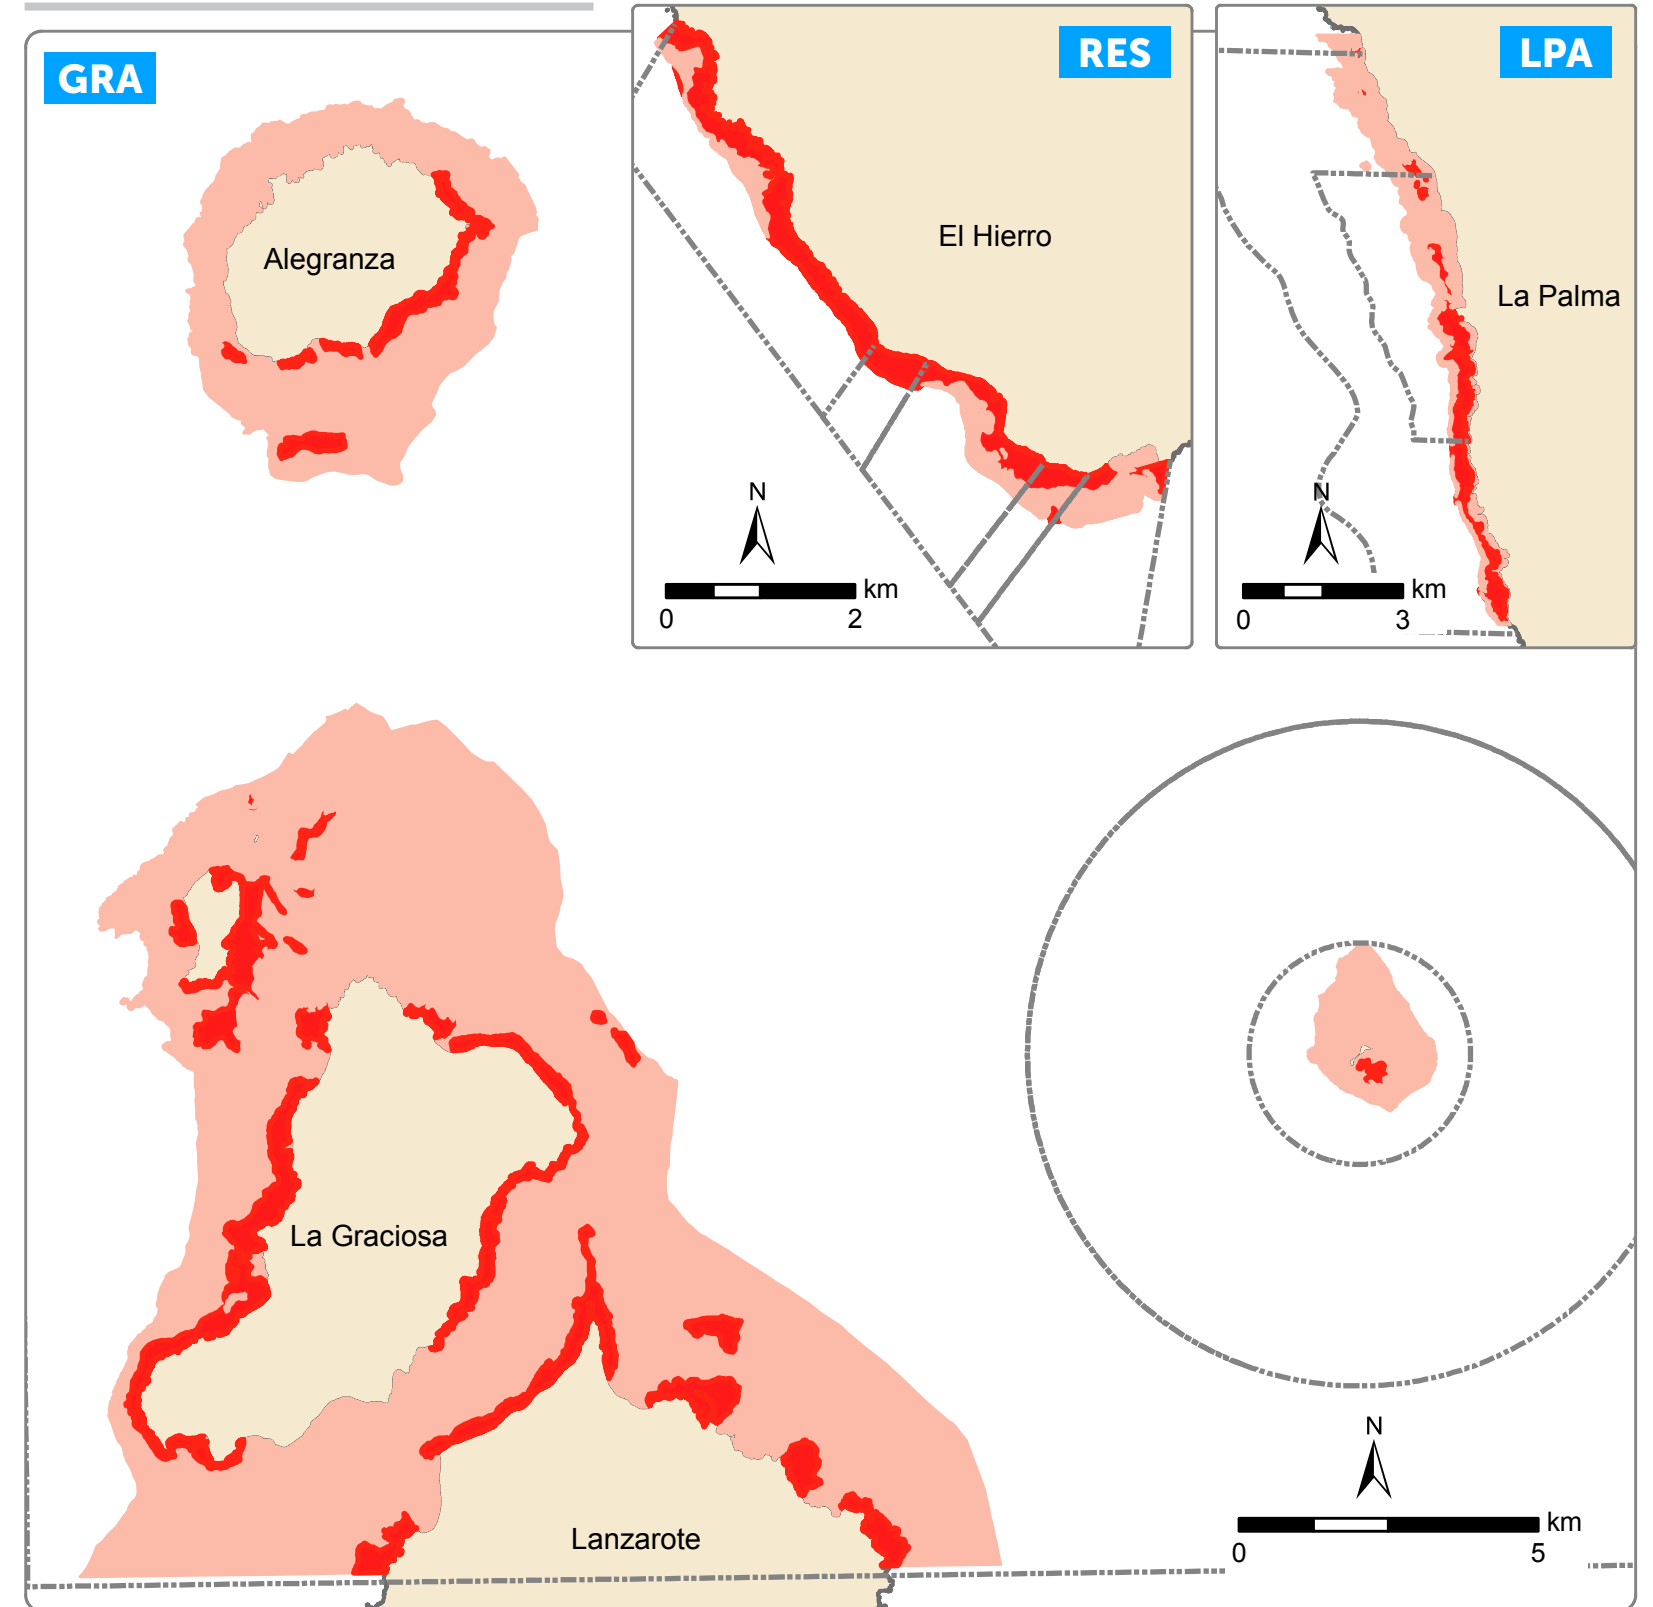 GRA
RES
LPA
Alegranza
El Hierro
La Palma
N
km
0 2
N
km
0 3
La Graciosa
Lanzarote
N
km
0 5